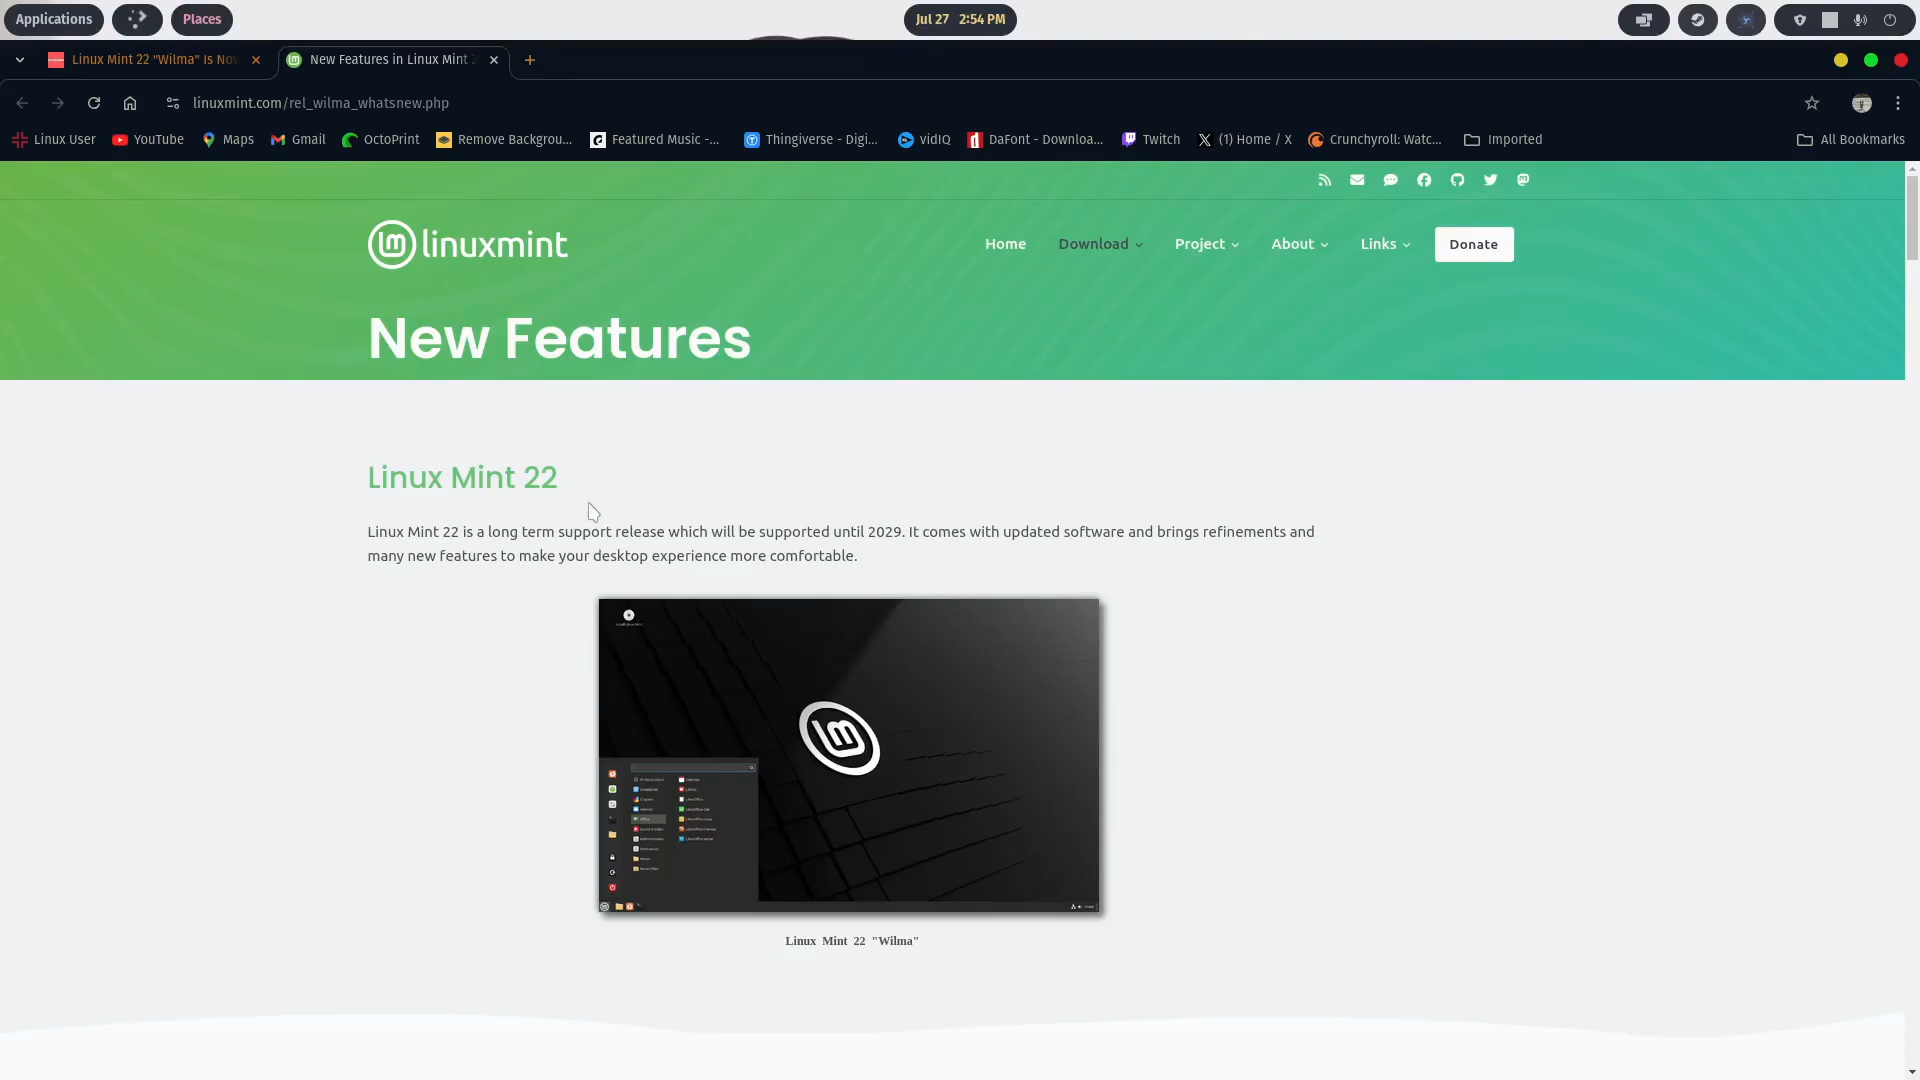 Applications
Places
Jul 27 2:54 PM
Linux Mint 22 "Wilma" Is Now
New Features in Linux Mint 2
linuxmint.com/rel_wilma_whatsnew.php
Linux User
YouTube
Maps
Gmail
OctoPrint
Remove Backgrou...
Featured Music -...
Thingiverse - Digi...
vidIQ
DaFont - Downloa...
Twitch
(1) Home / X
Crunchyroll: Watc...
Imported
All Bookmarks
linuxmint
Home
Download
Project
About
Links
Donate
New Features
Linux Mint 22
Linux Mint 22 is a long term support release which will be supported until 2029. It comes with updated software and brings refinements and
many new features to make your desktop experience more comfortable.
Linux Mint 22 "Wilma"